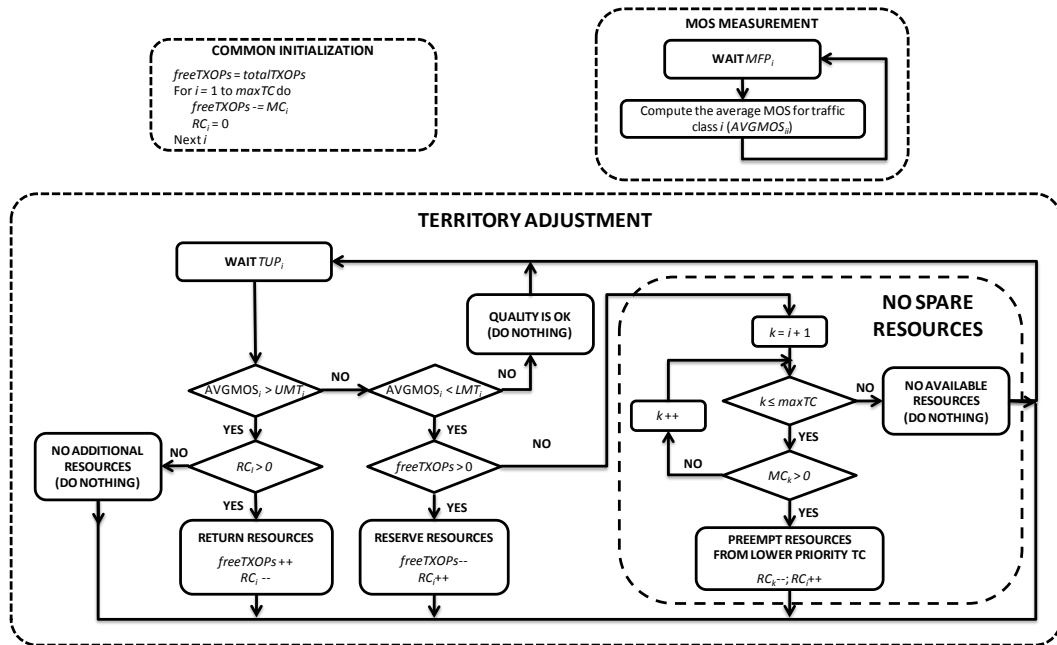 COMMON INITIALIZATION
freeTXOPs = totalTXOPs
For i = 1 to maxTC do
freeTXOPs -= MCi
RCi = 0
Next i
MOS MEASUREMENT
WAIT MFPi
Compute the average MOS for traffic
class i (AVGMOSii)
TERRITORY ADJUSTMENT
WAIT TUPi
QUALITY IS OK
(DO NOTHING)
NO SPARE
RESOURCES
k = i + 1
AVGMOSi > UMTi
NO
AVGMOSi < LMTi
NO
k ++
k ≤ maxTC
NO
NO AVAILABLE
RESOURCES
(DO NOTHING)
YES
YES
YES
NO ADDITIONAL
RESOURCES
(DO NOTHING)
NO
RCi > 0
freeTXOPs > 0
NO
NO
MCk > 0
YES
YES
YES
RETURN RESOURCES
freeTXOPs ++
RCi --
RESERVE RESOURCES
freeTXOPs--
RCi++
PREEMPT RESOURCES
FROM LOWER PRIORITY TC
RCk--; RCi++